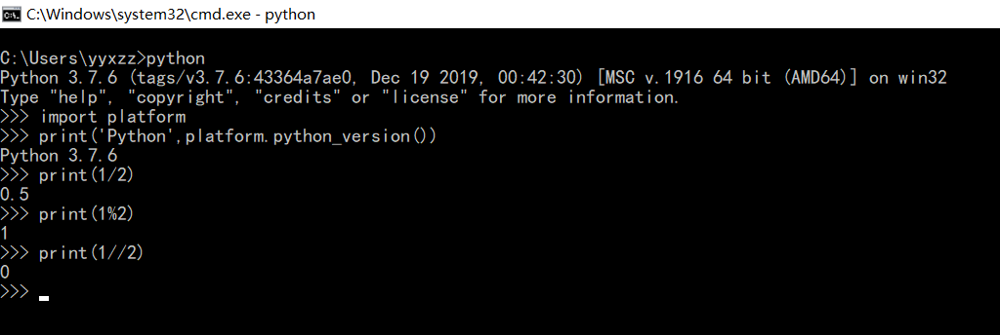 C:\Windows\system32\cmd.exe - python
C:\Users\yyxzz>python
Python 3.7.6 (tags/v3.7.6:43364a7ae0, Dec 19 2019, 00:42:30) [MSC v.1916 64 bit (AMD64)] on win32
Type "help", "copyright", "credits" or "license" for more information.
>>> import platform
>>> print('Python',platform.python_version())
Python 3.7.6
>>> print(1/2)
0.5
>>> print(1%2)
1
>>> print(1//2)
0
>>>